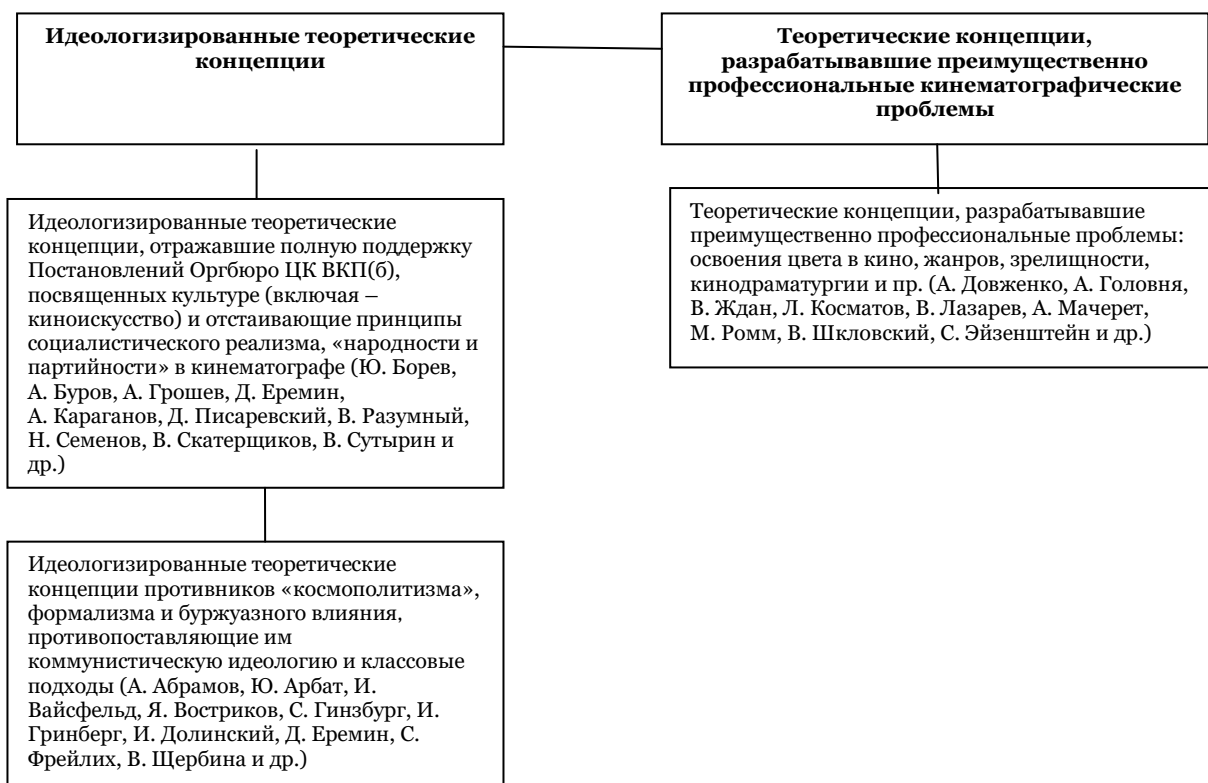 Идеологизированные теоретические
концепции
Теоретические концепции,
разрабатывавшие преимущественно
профессиональные кинематографические
проблемы
Идеологизированные теоретические
концепции, отражавшие полную поддержку
Постановлений Оргбюро ЦК ВКП(б),
посвященных культуре (включая –
киноискусство) и отстаивающие принципы
социалистического реализма, «народности и
партийности» в кинематографе (Ю. Борев,
А. Буров, А. Грошев, Д. Еремин,
А. Караганов, Д. Писаревский, В. Разумный,
Н. Семенов, В. Скатерщиков, В. Сутырин и
др.)
Теоретические концепции, разрабатывавшие
преимущественно профессиональные проблемы:
освоения цвета в кино, жанров, зрелищности,
кинодраматургии и пр. (А. Довженко, А. Головня,
В. Ждан, Л. Косматов, В. Лазарев, А. Мачерет,
М. Ромм, В. Шкловский, С. Эйзенштейн и др.)
Идеологизированные теоретические
концепции противников «космополитизма»,
формализма и буржуазного влияния,
противопоставляющие им
коммунистическую идеологию и классовые
подходы (А. Абрамов, Ю. Арбат, И.
Вайсфельд, Я. Востриков, С. Гинзбург, И.
Гринберг, И. Долинский, Д. Еремин, С.
Фрейлих, В. Щербина и др.)